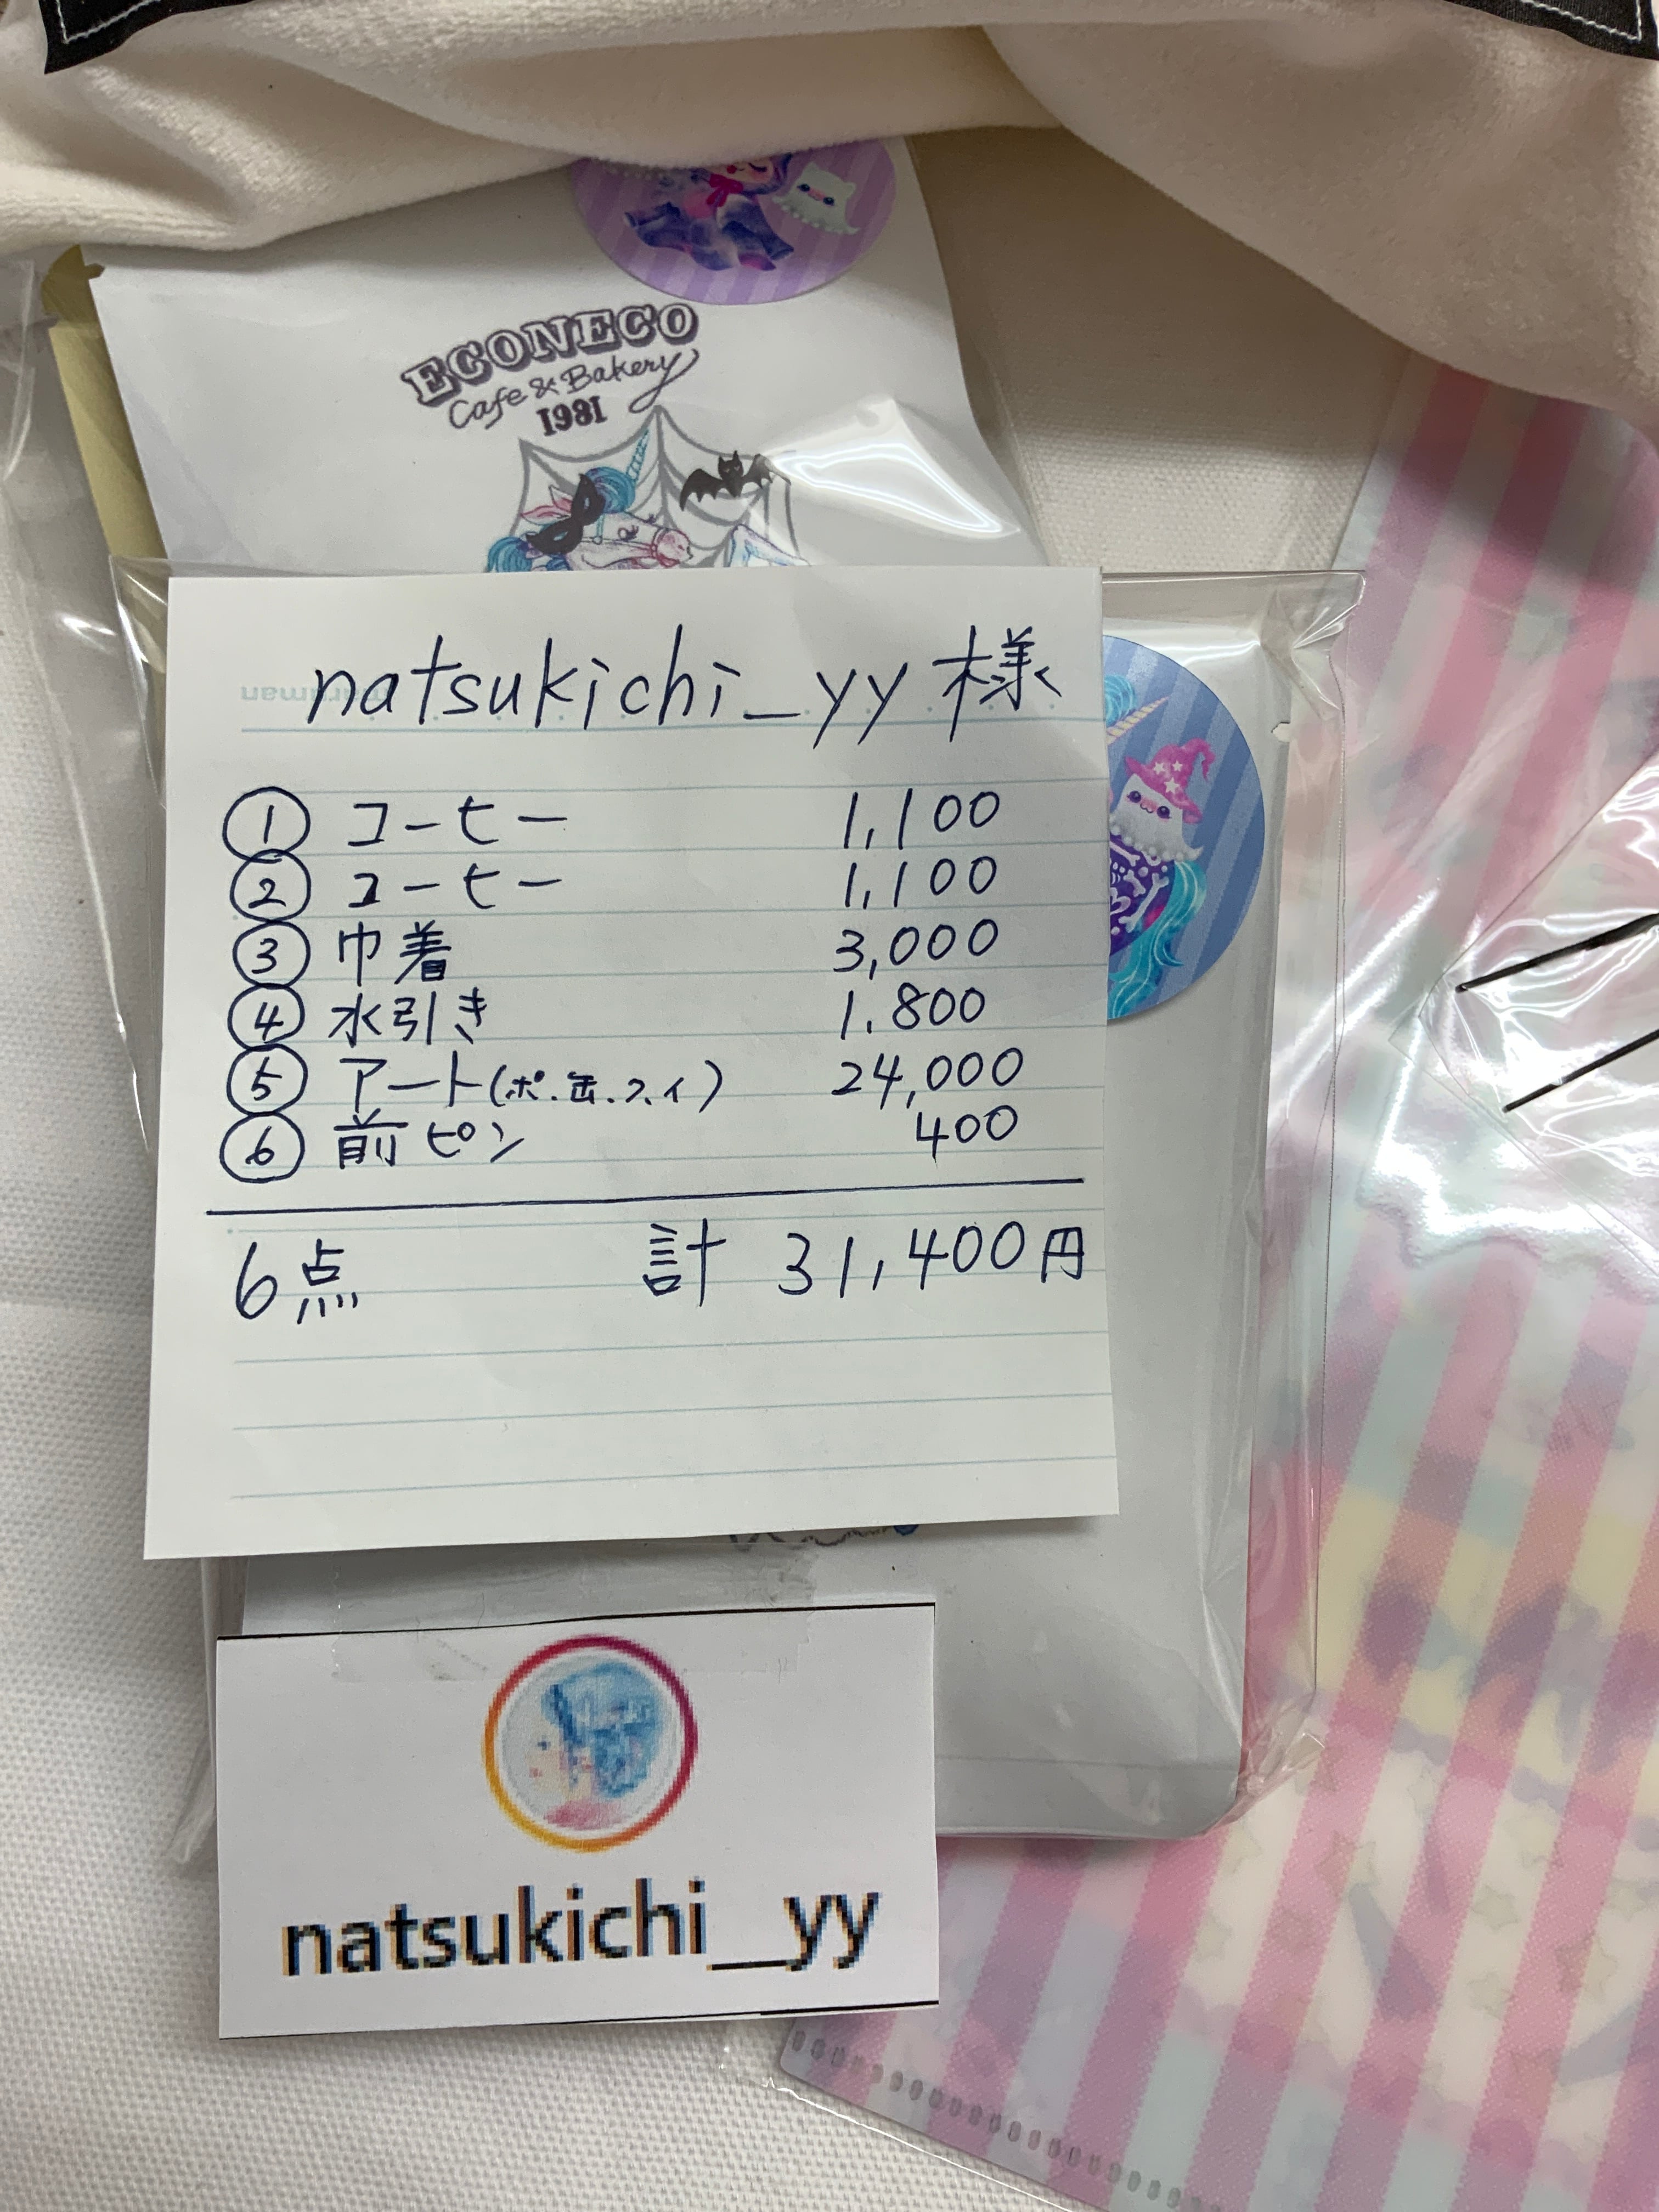 ECONECO
Cafe & Bakery
1981
maruman
natsukichi_yy 様
① コーヒー 1,100
② コーヒー 1,100
③ 巾着 3,000
④ 水引き 1.800
⑤ アート(ポ.缶.スイ) 24,000
⑥ 前ピン 400
6点 計 31,400円
natsukichi__yy